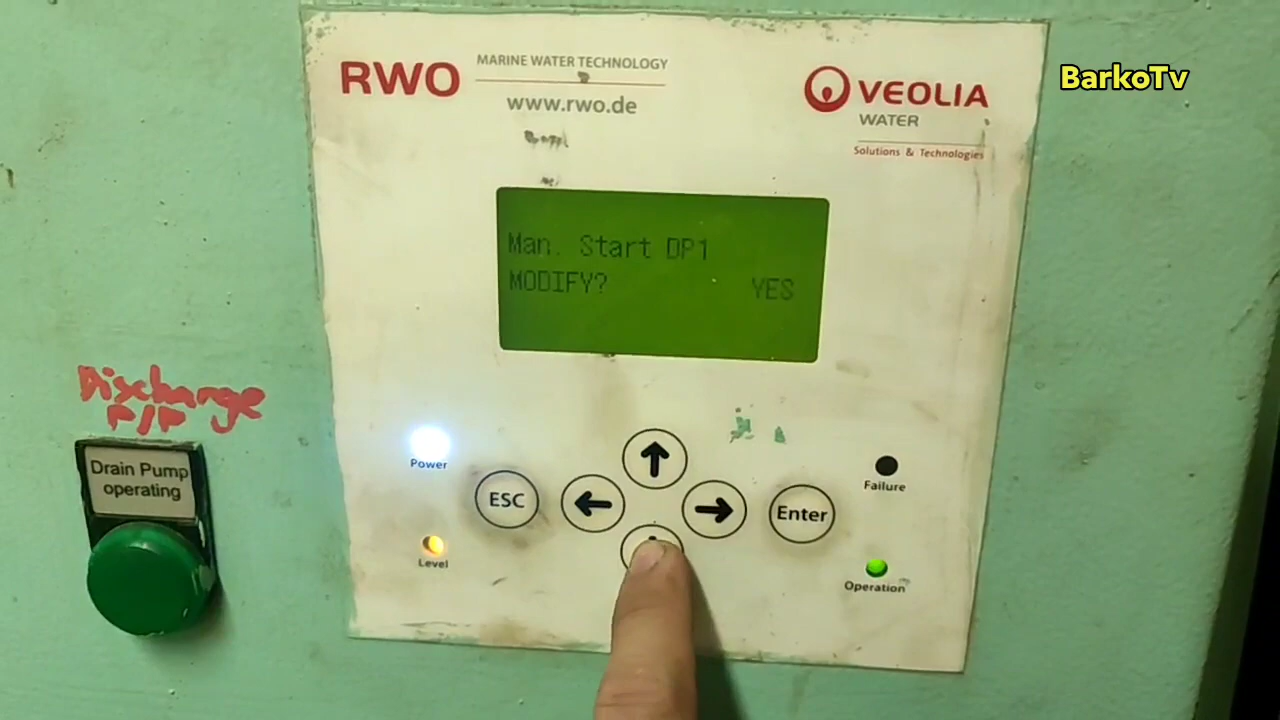 RWO
MARINE WATER TECHNOLOGY
www.rwo.de
VEOLIA
WATER
Solutions & Technologies
BarkoTv
Man. Start DP1
MODIFY? YES
Discharge
P/P
Drain Pump
operating
Power
ESC
Enter
Failure
Level
Operation